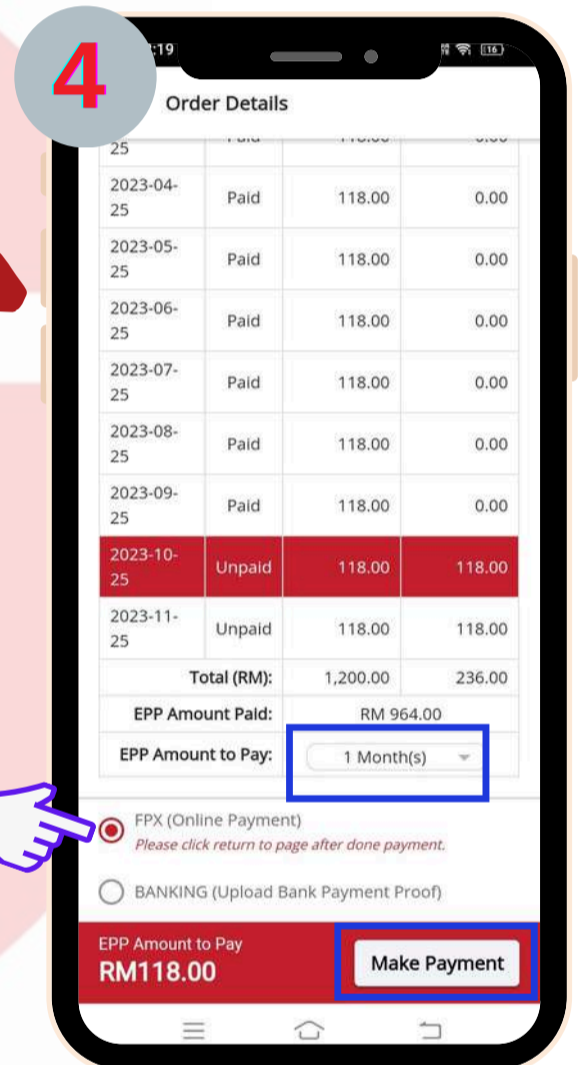 4
:19
16
Order Details
25
2023-04-
25 Paid 118.00 0.00
2023-05-
25 Paid 118.00 0.00
2023-06-
25 Paid 118.00 0.00
2023-07-
25 Paid 118.00 0.00
2023-08-
25 Paid 118.00 0.00
2023-09-
25 Paid 118.00 0.00
2023-10-
25 Unpaid 118.00 118.00
2023-11-
25 Unpaid 118.00 118.00
Total (RM): 1,200.00 236.00
EPP Amount Paid: RM 964.00
EPP Amount to Pay: 1 Month(s)
FPX (Online Payment)
Please click return to page after done payment.
BANKING (Upload Bank Payment Proof)
EPP Amount to Pay
RM118.00
Make Payment